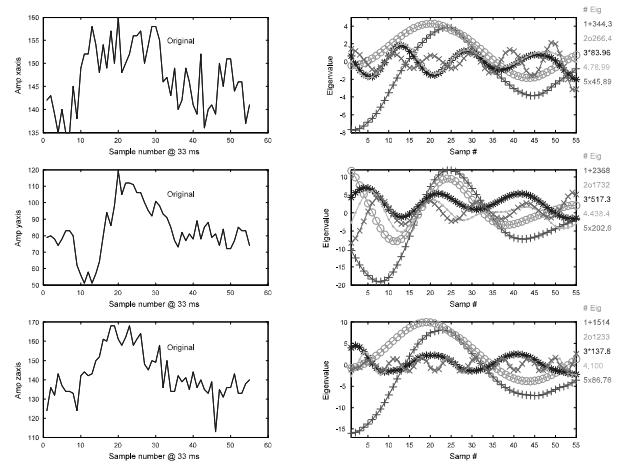 160
155
150
145
140
135
Amp xaxis
Original
0 10 20 30 40 50 60
Sample number @ 33 ms
4
2
0
-2
-4
-6
-8
Eigenvalue
5 10 15 20 25 30 35 40 45 50 55
Samp #
# Eig
1+344,3
2o266,4
3*83.96
4.78.99
5x45,89
120
110
100
90
80
70
60
50
Amp yaxis
Original
0 10 20 30 40 50 60
Sample number @ 33 ms
10
5
0
-5
-10
-15
-20
Eigenvalue
5 10 15 20 25 30 35 40 45 50 55
Samp #
# Eig
1+2368
2o1732
3*517.3
4.438.4
5x202.8
170
160
150
140
130
120
110
Amp zaxis
Original
0 10 20 30 40 50 60
Sample number @ 33 ms
10
5
0
-5
-10
-15
Eigenvalue
5 10 15 20 25 30 35 40 45 50 55
Samp #
# Eig
1+1514
2o1233
3*137.8
4,100
5x86.76